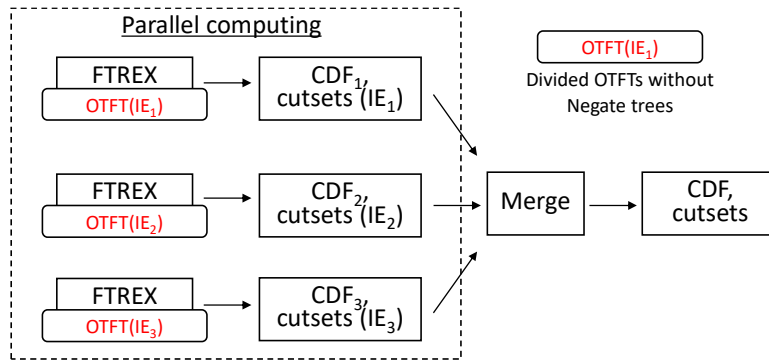 Parallel computing
FTREX
OTFT(IE₁)
CDF₁,
cutsets (IE₁)
FTREX
OTFT(IE₂)
CDF₂,
cutsets (IE₂)
FTREX
OTFT(IE₃)
CDF₃,
cutsets (IE₃)
Merge
CDF,
cutsets
OTFT(IE₁)
Divided OTFTs without
Negate trees